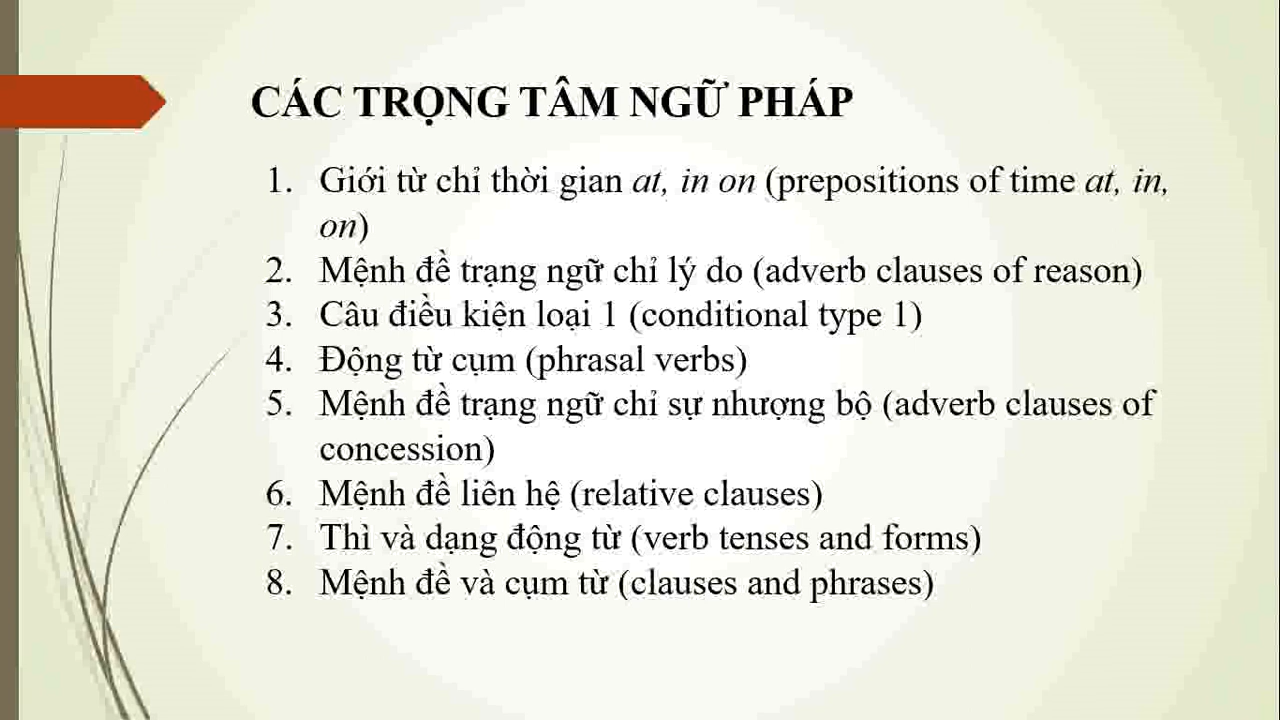 CÁC TRỌNG TÂM NGỮ PHÁP
1. Giới từ chỉ thời gian at, in on (prepositions of time at, in,
on)
2. Mệnh đề trạng ngữ chỉ lý do (adverb clauses of reason)
3. Câu điều kiện loại 1 (conditional type 1)
4. Động từ cụm (phrasal verbs)
5. Mệnh đề trạng ngữ chỉ sự nhượng bộ (adverb clauses of
concession)
6. Mệnh đề liên hệ (relative clauses)
7. Thì và dạng động từ (verb tenses and forms)
8. Mệnh đề và cụm từ (clauses and phrases)